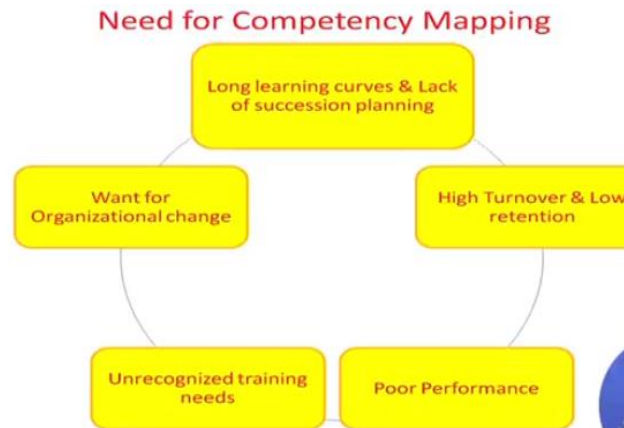 Need for Competency Mapping
Long learning curves & Lack
of succession planning
Want for
Organizational change
High Turnover & Low
retention
Unrecognized training
needs
Poor Performance